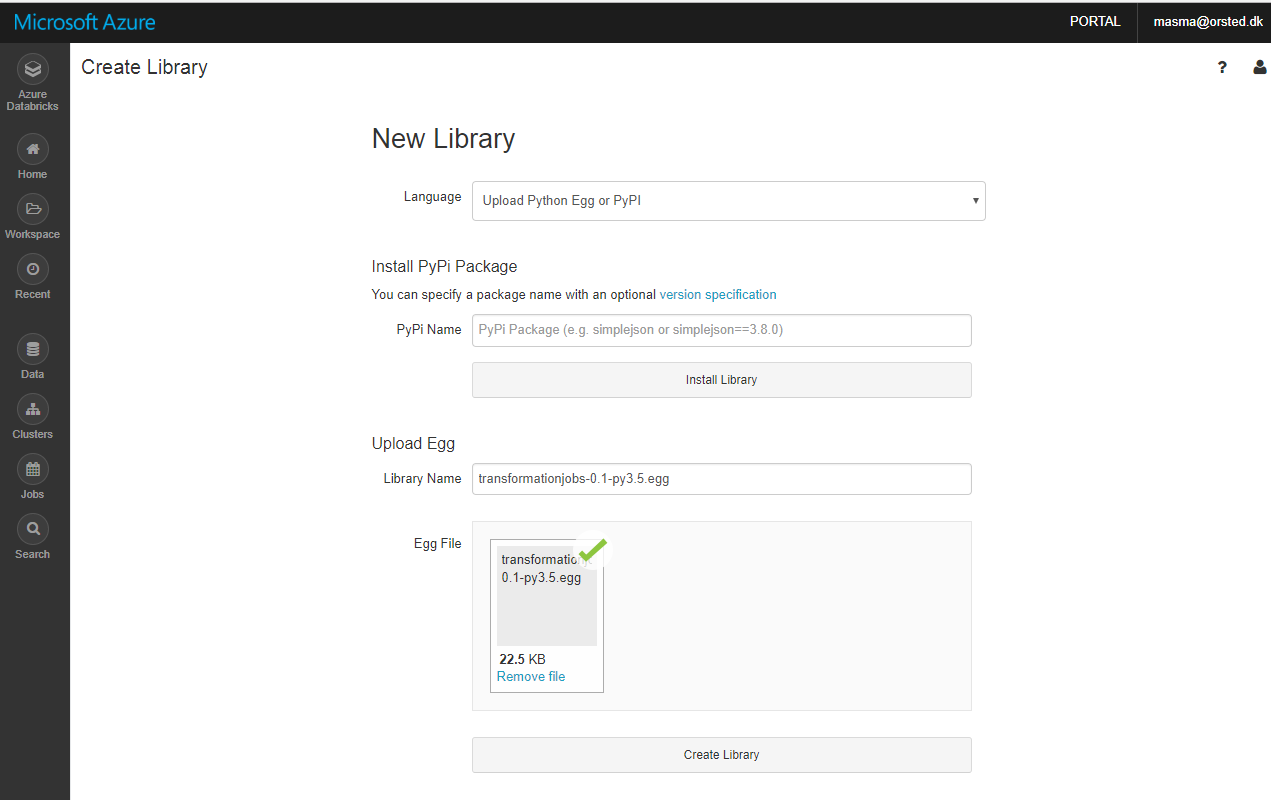 Microsoft Azure
PORTAL
masma@orsted.dk
Azure
Databricks
Home
Workspace
Recent
Data
Clusters
Jobs
Search
Create Library
?
New Library
Language
Upload Python Egg or PyPI
Install PyPi Package
You can specify a package name with an optional version specification
PyPi Name
PyPi Package (e.g. simplejson or simplejson==3.8.0)
Install Library
Upload Egg
Library Name
transformationjobs-0.1-py3.5.egg
Egg File
transformationj
0.1-py3.5.egg
22.5 KB
Remove file
Create Library